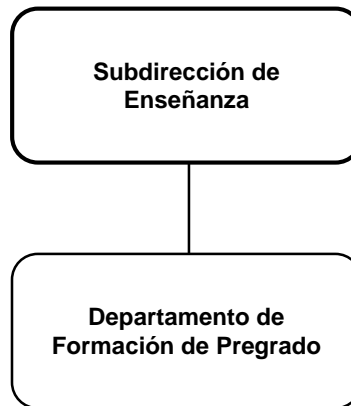 Subdirección de
Enseñanza
Departamento de
Formación de Pregrado